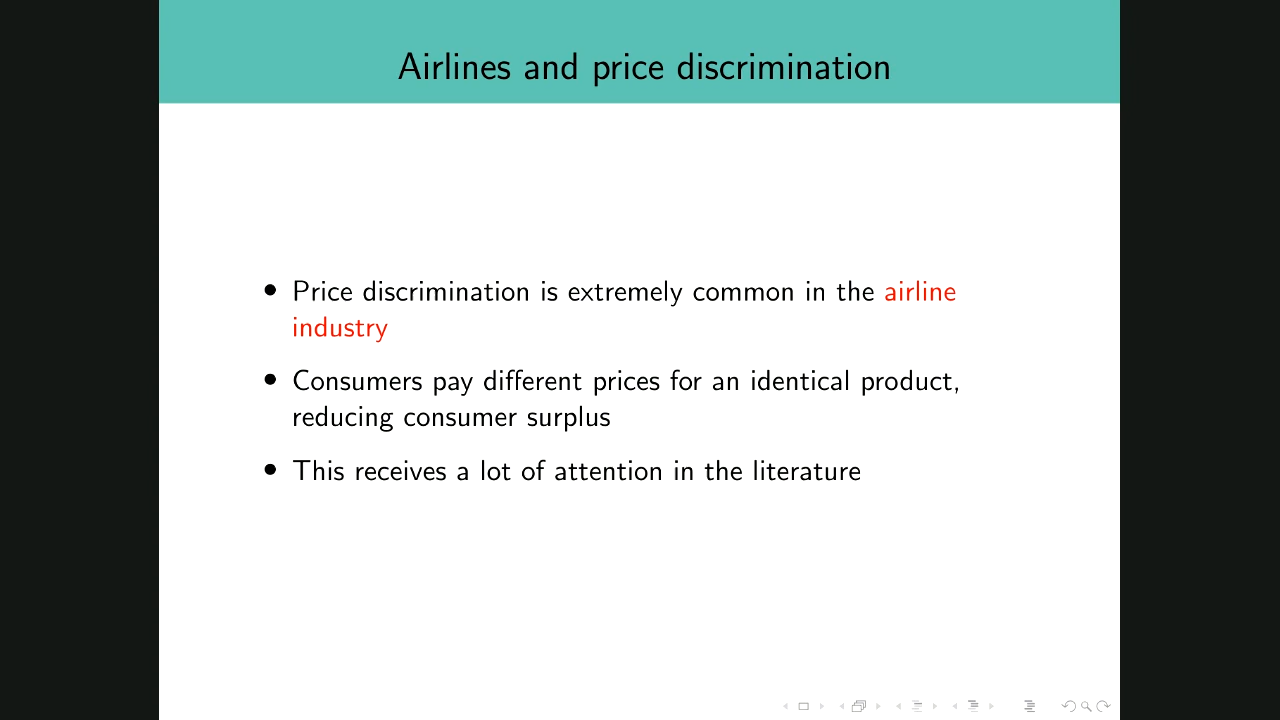 Airlines and price discrimination
• Price discrimination is extremely common in the airline
industry
• Consumers pay different prices for an identical product,
reducing consumer surplus
• This receives a lot of attention in the literature